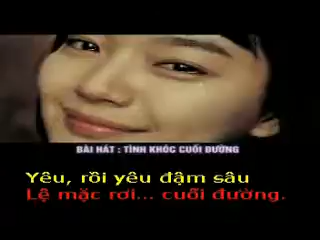 BÀI HÁT : TÌNH KHÓC CUỐI ĐƯỜNG
Yêu, rồi yêu đậm sâu
Lệ mặc rơi... cuối đường.